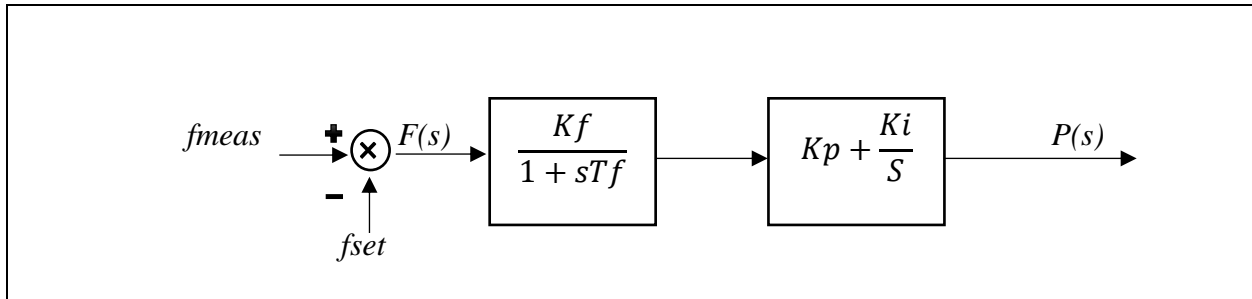 fmeas
+
×
−
fset
F(s)
Kf
1 + sTf
Kp + Ki
S
P(s)